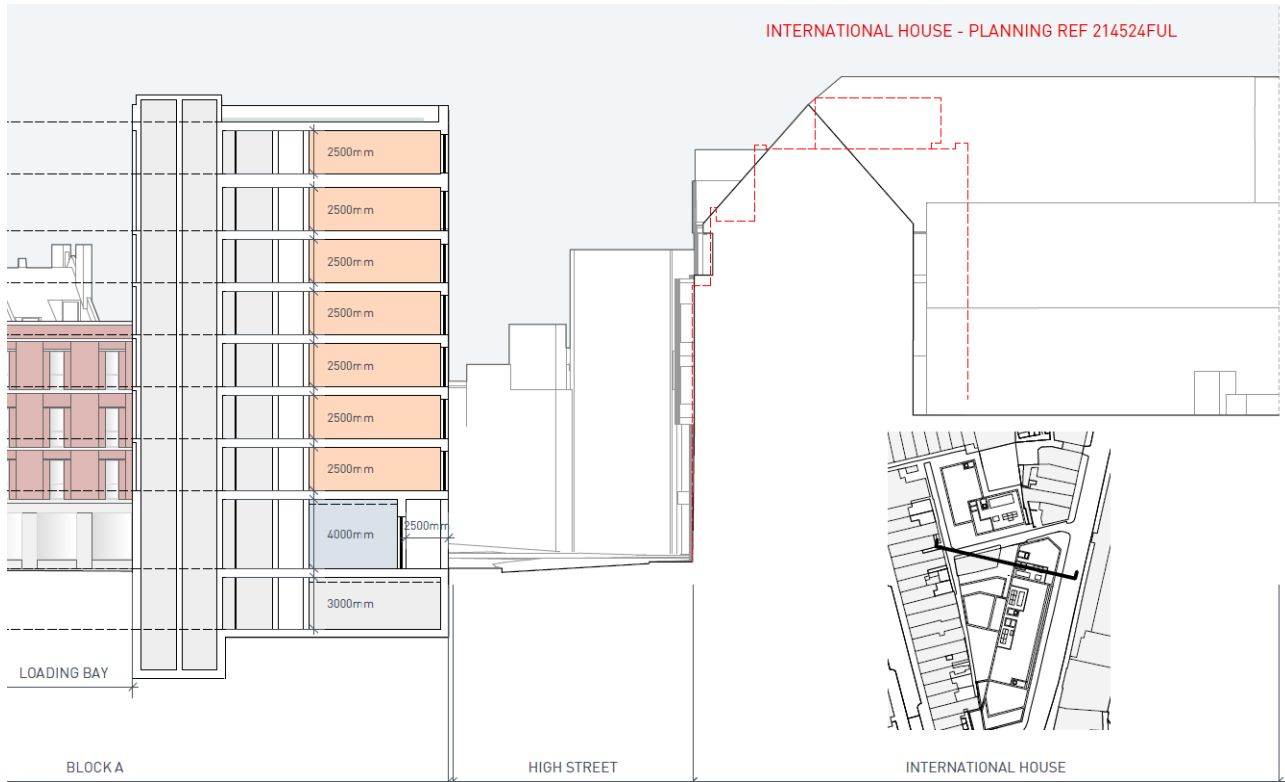 INTERNATIONAL HOUSE - PLANNING REF 214524FUL
2500mm
2500mm
2500mm
2500mm
2500mm
2500mm
2500mm
4000mm
2500mm
3000mm
LOADING BAY
BLOCK A
HIGH STREET
INTERNATIONAL HOUSE